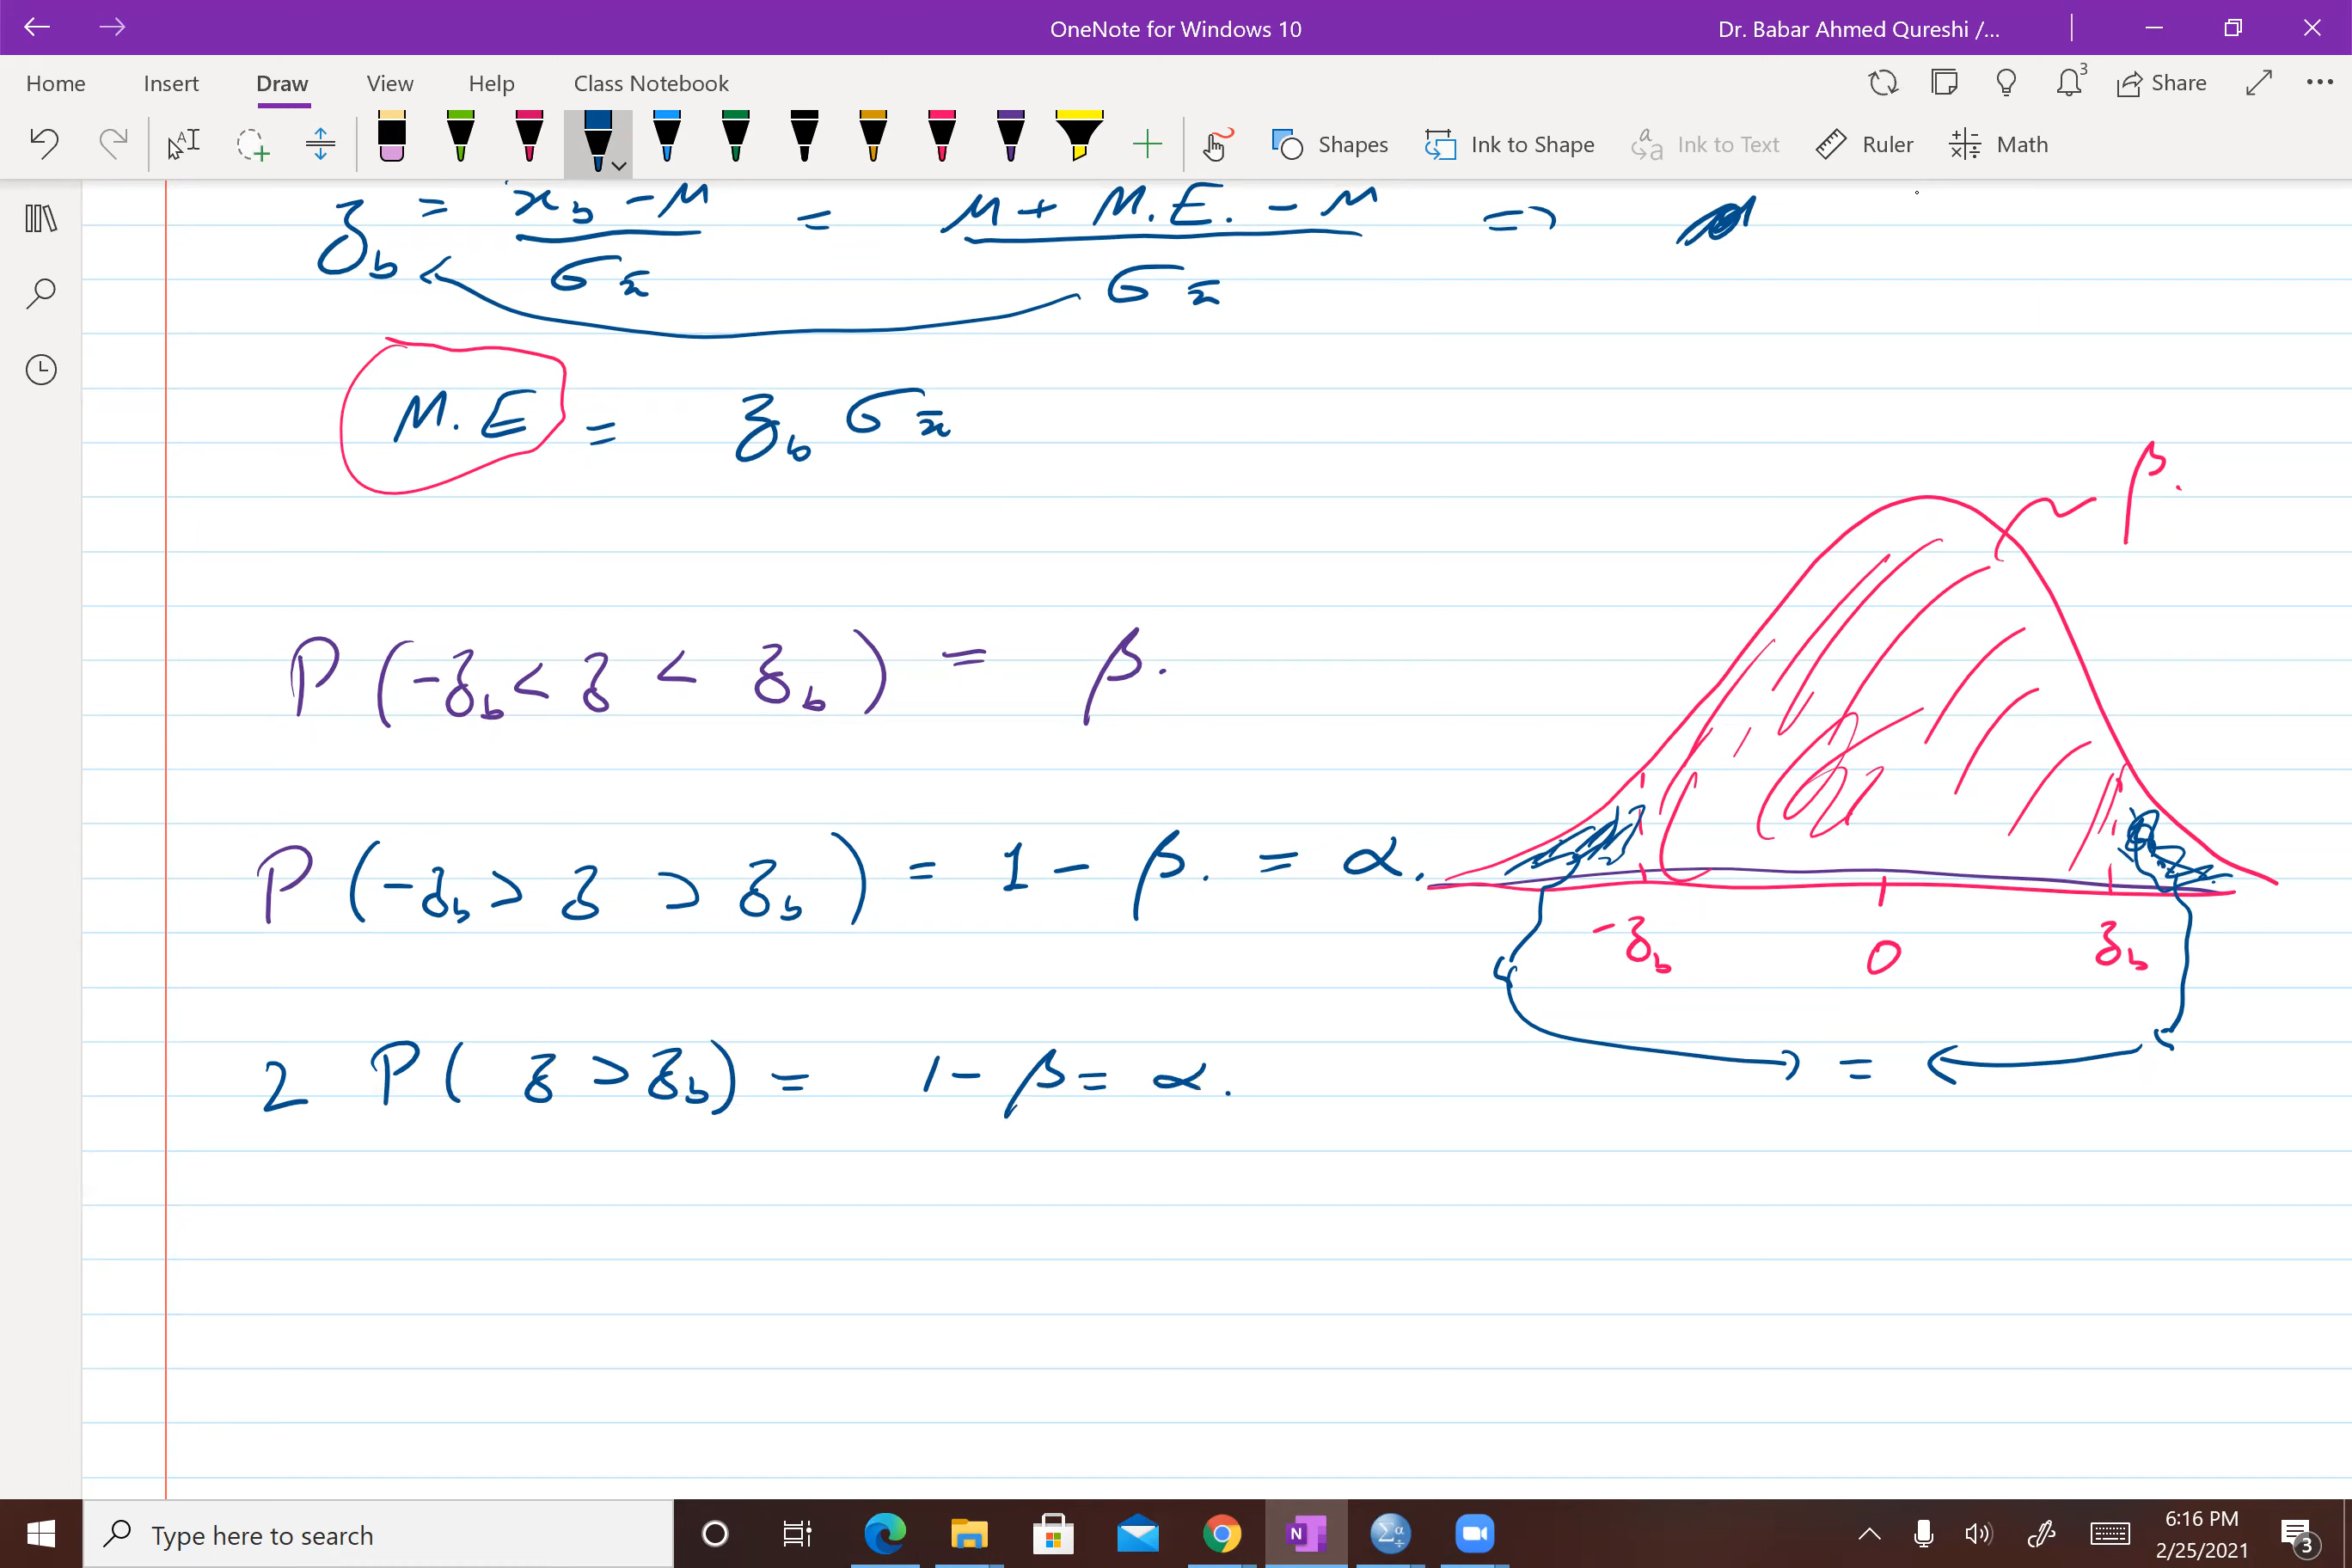 OneNote for Windows 10
Dr. Babar Ahmed Qureshi /...
Home Insert Draw View Help Class Notebook
3
Share
Shapes Ink to Shape Ink to Text Ruler Math
z_b = (x_b - μ) / σ_x̄ = (μ + M.E. - μ) / σ_x̄ =>
M.E = z_b σ_x̄
β.
P(-z_b < z < z_b) = β.
P(-z_b > z > z_b) = 1 - β. = α.
-z_b 0 z_b
=
2 P( z > z_b) = 1 - β = α.
Type here to search
6:16 PM
2/25/2021
3